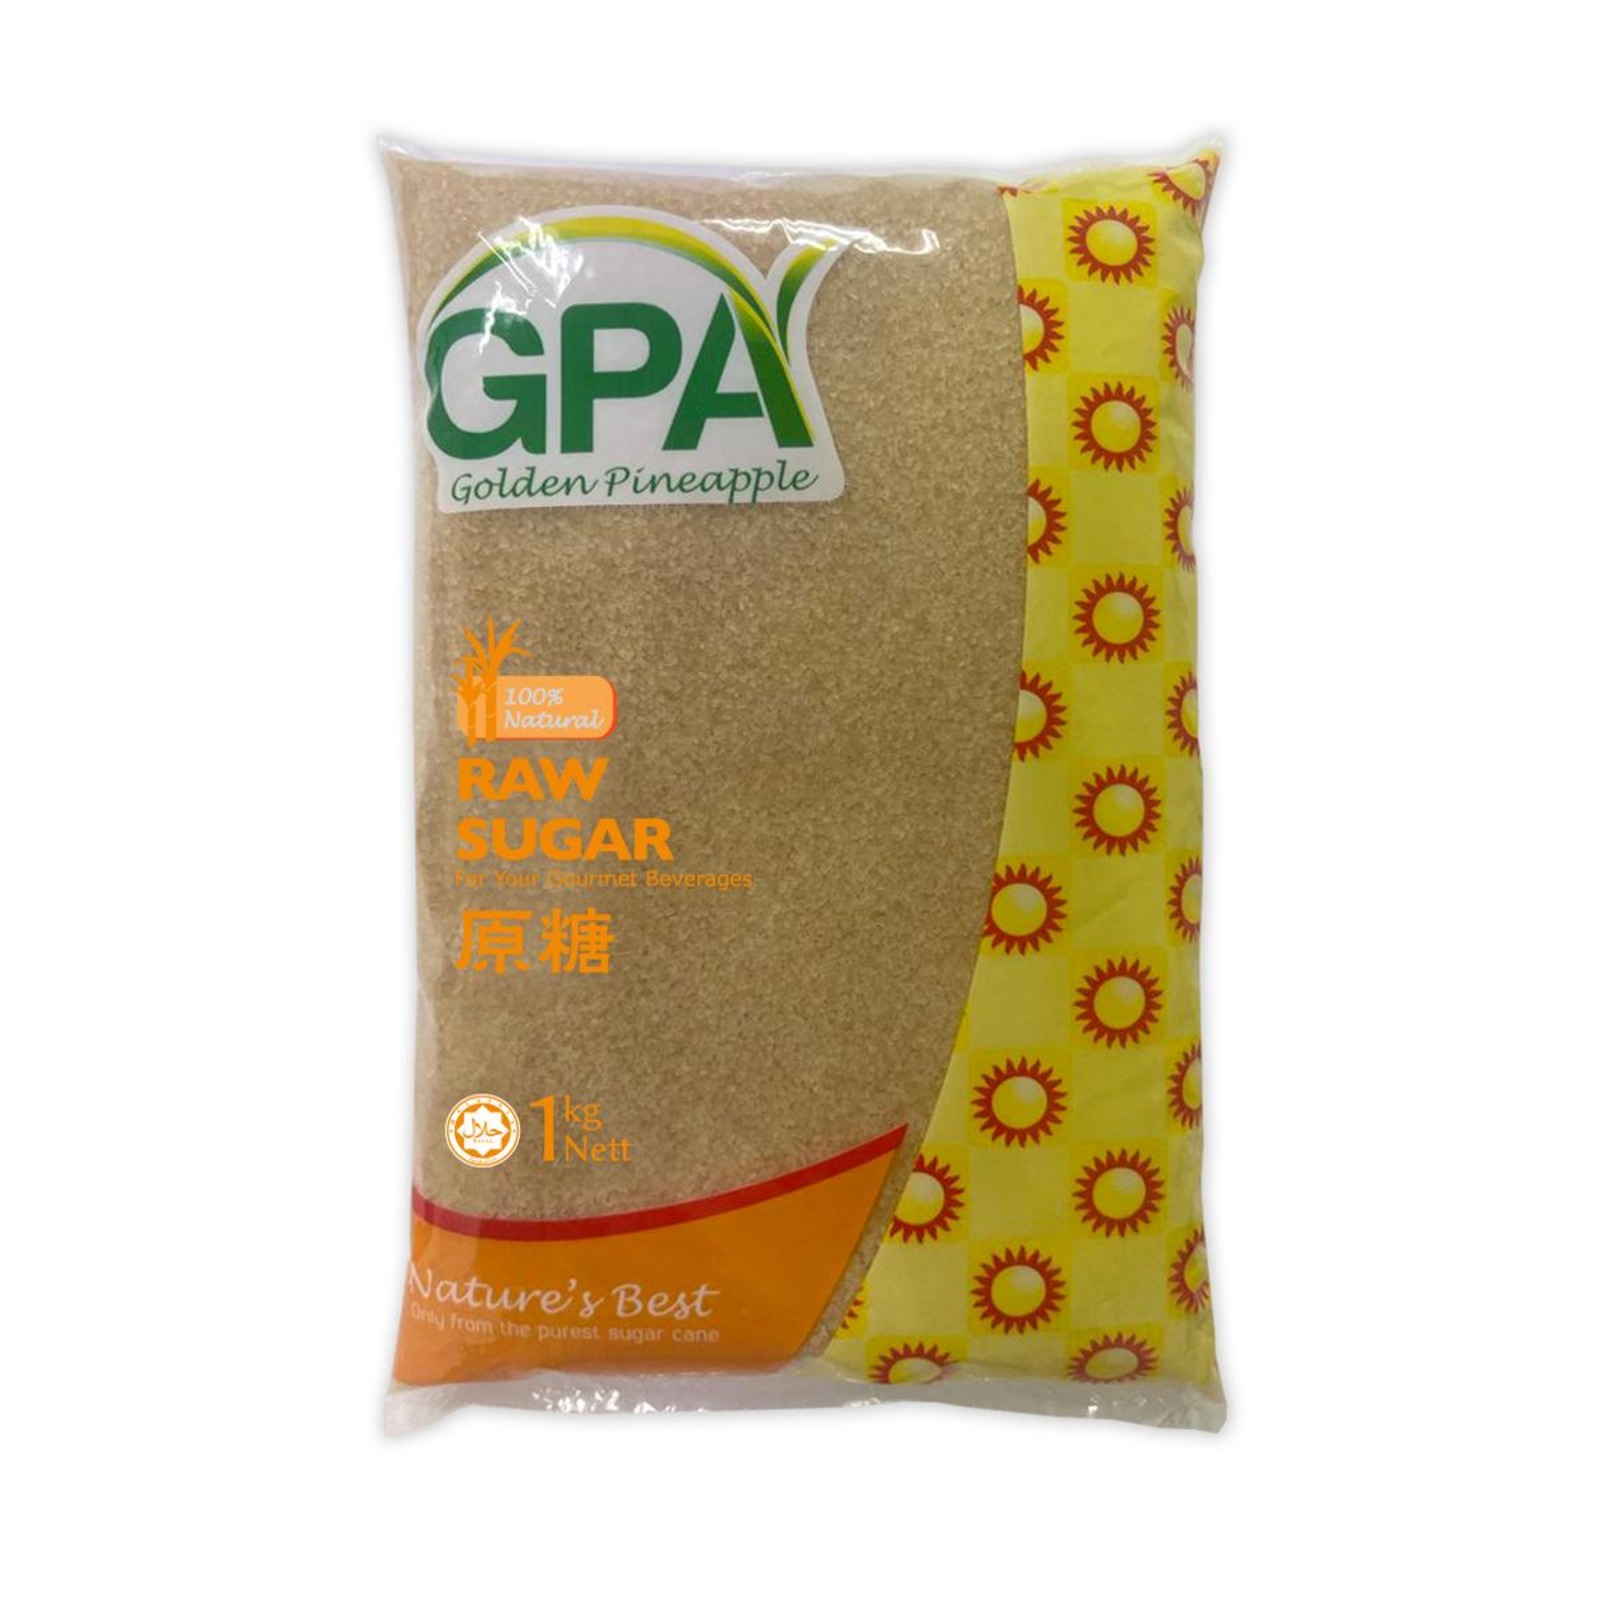 GPA
Golden Pineapple
100%
Natural
RAW
SUGAR
For Your Gourmet Beverages
原糖
حلال
1kg
Nett
Nature's Best
Only from the purest sugar cane